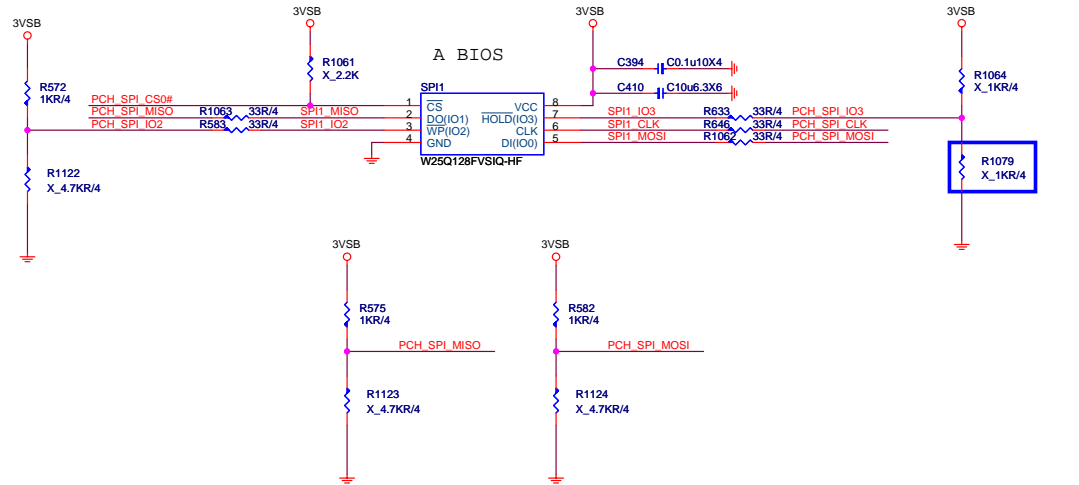 3VSB
3VSB
3VSB
3VSB
A BIOS
R572
1KR/4
R1061
X_2.2K
C394
C0.1u10X4
C410
C10u6.3X6
R1064
X_1KR/4
PCH_SPI_CS0#
PCH_SPI_MISO
R1063
33R/4
SPI1_MISO
PCH_SPI_IO2
R583
33R/4
SPI1_IO2
SPI1
1
CS
VCC
8
2
DO(IO1)
HOLD(IO3)
7
3
WP(IO2)
CLK
6
4
GND
DI(IO0)
5
W25Q128FVSIQ-HF
SPI1_IO3
R633
33R/4
PCH_SPI_IO3
SPI1_CLK
R646
33R/4
PCH_SPI_CLK
SPI1_MOSI
R1062
33R/4
PCH_SPI_MOSI
R1122
X_4.7KR/4
R1079
X_1KR/4
3VSB
3VSB
R575
1KR/4
R582
1KR/4
PCH_SPI_MISO
PCH_SPI_MOSI
R1123
X_4.7KR/4
R1124
X_4.7KR/4